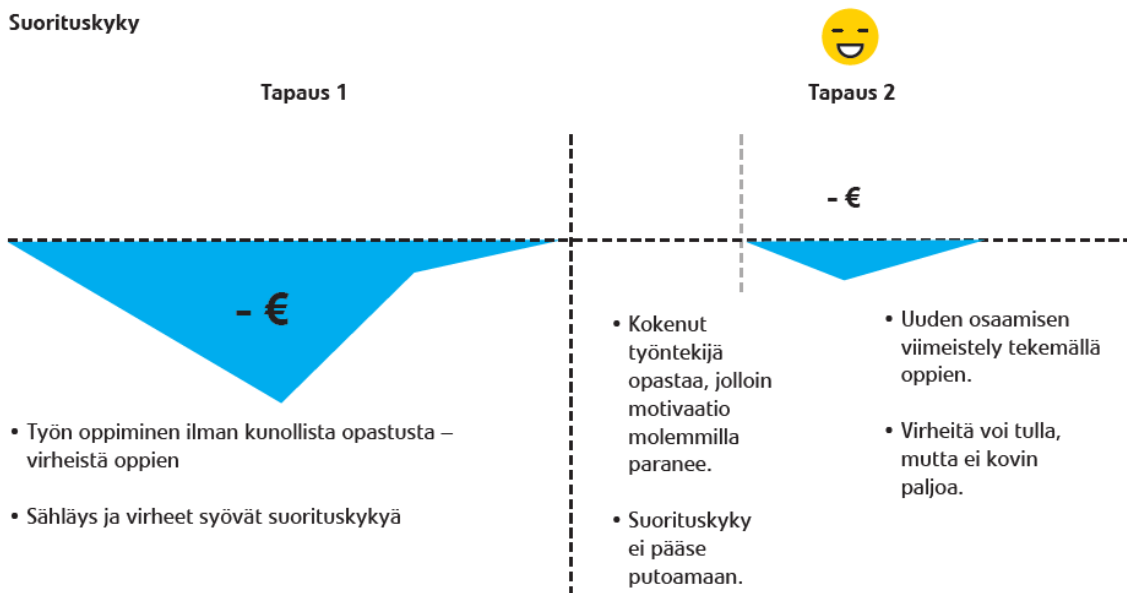 Suorituskyky
Tapaus 1
- €
• Työn oppiminen ilman kunollista opastusta –
virheistä oppien
• Sähläys ja virheet syövät suorituskykyä
Tapaus 2
- €
• Kokenut
työntekijä
opastaa, jolloin
motivaatio
molemmilla
paranee.
• Suorituskyky
ei pääse
putoamaan.
• Uuden osaamisen
viimeistely tekemällä
oppien.
• Virheitä voi tulla,
mutta ei kovin
paljoa.